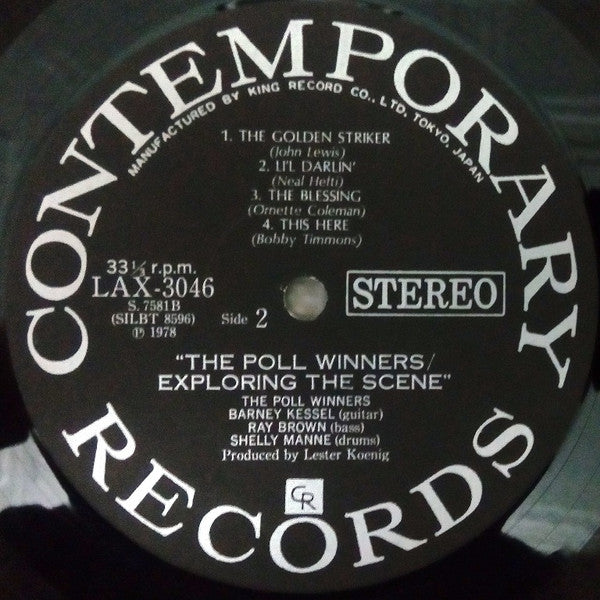 CONTEMPORARY
MANUFACTURED BY KING RECORD CO., LTD. TOKYO, JAPAN
1. THE GOLDEN STRIKER
(John Lewis)
2. LI'L DARLIN'
(Neal Hefti)
3. THE BLESSING
(Ornette Coleman)
4. THIS HERE
(Bobby Timmons)
33⅓ r.p.m.
LAX-3046
S. 7581B
(SILBT 8596)
Ⓟ 1978
Side 2
STEREO
"THE POLL WINNERS/
EXPLORING THE SCENE"
THE POLL WINNERS
BARNEY KESSEL (guitar)
RAY BROWN (bass)
SHELLY MANNE (drums)
Produced by Lester Koenig
CR
RECORDS